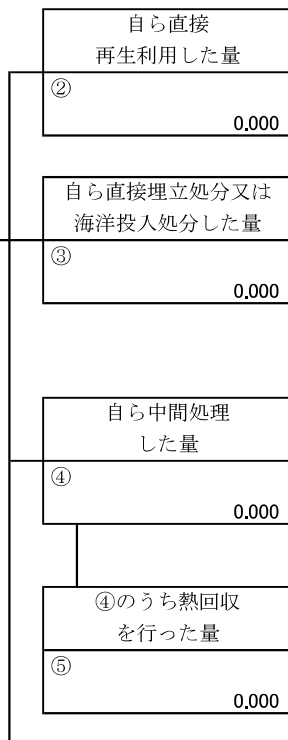 自ら直接
再生利用した量
②
0.000
自ら直接埋立処分又は
海洋投入処分した量
③
0.000
自ら中間処理
した量
④
0.000
④のうち熱回収
を行った量
⑤
0.000